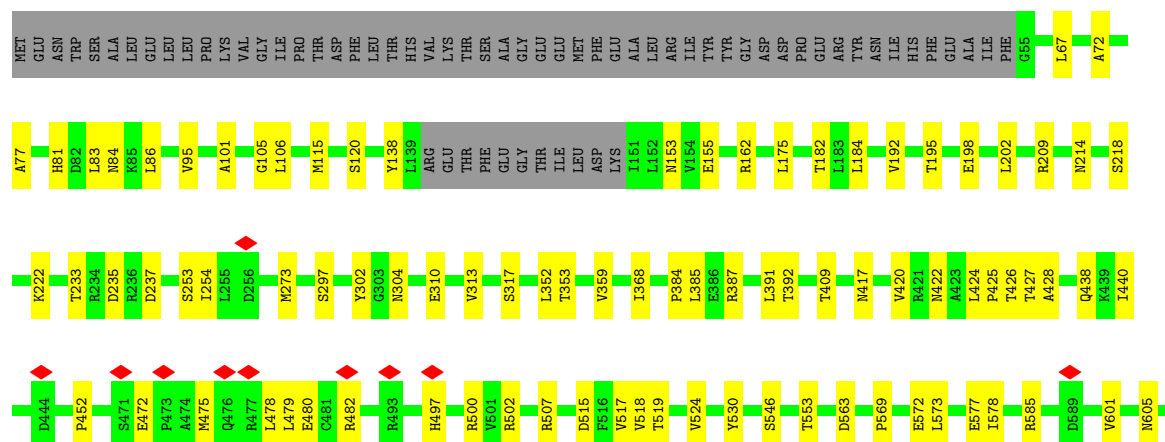 MET GLU ASN TRP SER ALA LEU GLU LEU LEU PRO LYS VAL GLY ILE PRO THR ASP PHE LEU THR HIS VAL LYS THR SER ALA GLY GLU GLU MET PHE GLU ALA LEU ARG ILE TYR TYR GLY ASP ASP PRO GLU ARG TYR ASN ILE HIS PHE GLU ALA ILE PHE G55 L67 A72
A77 H81 D82 L83 N84 K85 L86 V95 A101 G105 L106 M115 S120 Y138 L139 ARG GLU THR PHE GLU GLY THR ILE LEU ASP LYS I151 L152 N153 V154 E155 R162 L175 T182 L183 L184 V192 T195 E198 L202 R209 N214 S218
K222 T233 R234 D235 R236 D237 S253 I254 L255 D256 M273 S297 Y302 G303 N304 E310 V313 S317 L352 T353 V359 I368 P384 L385 E386 R387 L391 T392 T409 N417 V420 R421 N422 A423 L424 P425 T426 T427 A428 Q438 K439 I440
D444 P452 S471 E472 P473 A474 M475 Q476 R477 L478 L479 E480 C481 R482 R493 H497 R500 V501 R502 R507 D515 F516 V517 V518 T519 V524 Y530 S546 T553 D563 P569 E572 L573 E577 I578 R585 D589 V601 N605